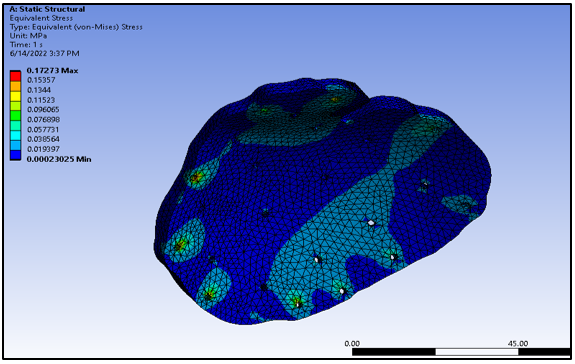 A: Static Structural
Equivalent Stress
Type: Equivalent (von-Mises) Stress
Unit: MPa
Time: 1 s
6/14/2022 3:37 PM
0.17273 Max
0.15357
0.1344
0.11523
0.096065
0.076898
0.057731
0.038564
0.019397
0.00023025 Min
0.00
45.00